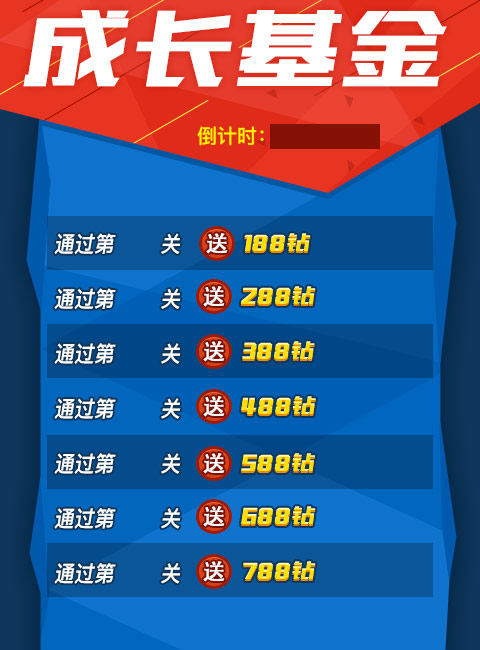 成长基金
倒计时：
通过第 关 送 188钻
通过第 关 送 288钻
通过第 关 送 388钻
通过第 关 送 488钻
通过第 关 送 588钻
通过第 关 送 688钻
通过第 关 送 788钻